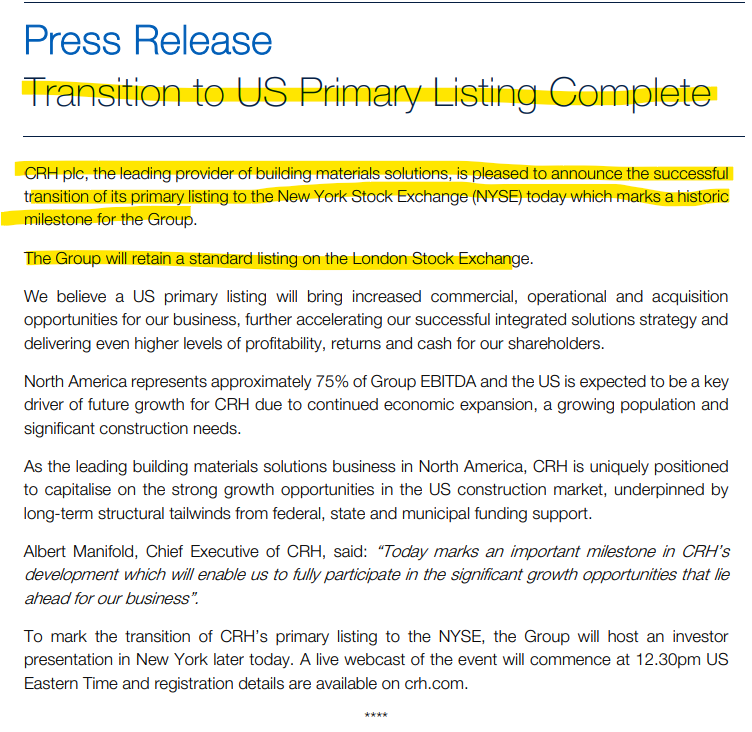 Press Release
Transition to US Primary Listing Complete
CRH plc, the leading provider of building materials solutions, is pleased to announce the successful
transition of its primary listing to the New York Stock Exchange (NYSE) today which marks a historic
milestone for the Group.
The Group will retain a standard listing on the London Stock Exchange.
We believe a US primary listing will bring increased commercial, operational and acquisition
opportunities for our business, further accelerating our successful integrated solutions strategy and
delivering even higher levels of profitability, returns and cash for our shareholders.
North America represents approximately 75% of Group EBITDA and the US is expected to be a key
driver of future growth for CRH due to continued economic expansion, a growing population and
significant construction needs.
As the leading building materials solutions business in North America, CRH is uniquely positioned
to capitalise on the strong growth opportunities in the US construction market, underpinned by
long-term structural tailwinds from federal, state and municipal funding support.
Albert Manifold, Chief Executive of CRH, said: “Today marks an important milestone in CRH’s
development which will enable us to fully participate in the significant growth opportunities that lie
ahead for our business”.
To mark the transition of CRH’s primary listing to the NYSE, the Group will host an investor
presentation in New York later today. A live webcast of the event will commence at 12.30pm US
Eastern Time and registration details are available on crh.com.
****